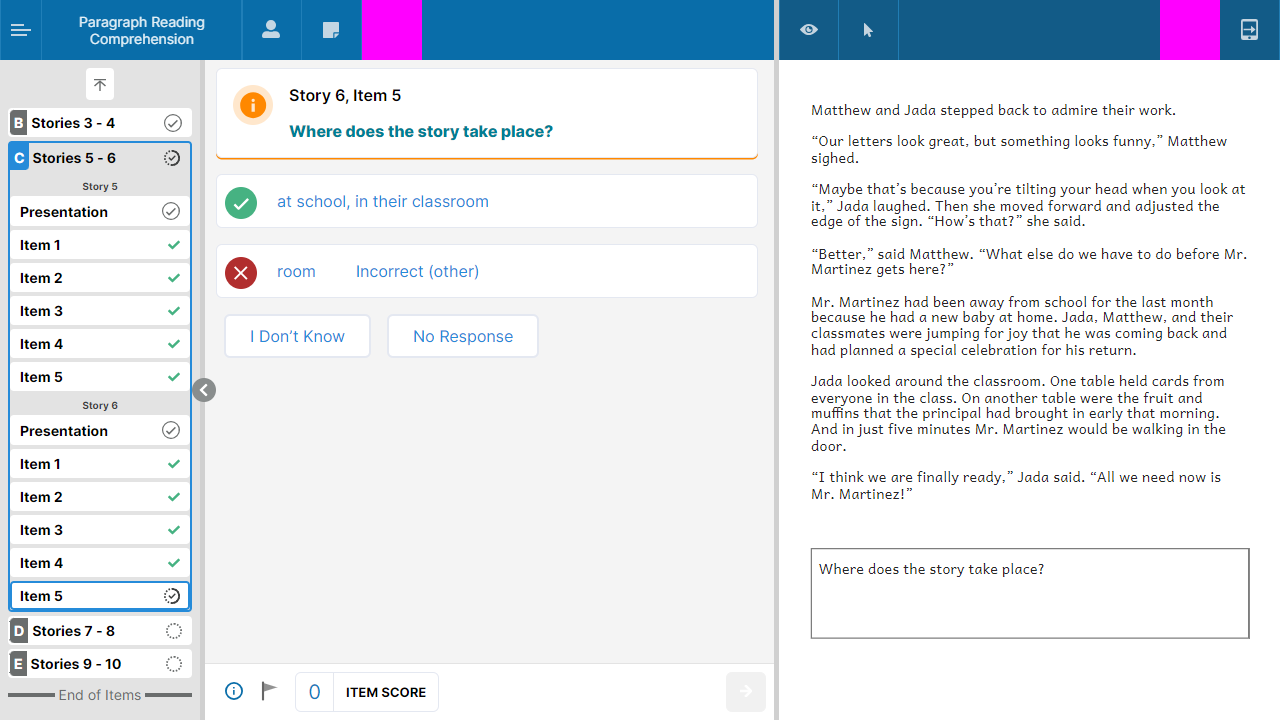 Paragraph Reading
Comprehension
B Stories 3 - 4
C Stories 5 - 6
Story 5
Presentation
Item 1
Item 2
Item 3
Item 4
Item 5
Story 6
Presentation
Item 1
Item 2
Item 3
Item 4
Item 5
D Stories 7 - 8
E Stories 9 - 10
End of Items
Story 6, Item 5
Where does the story take place?
at school, in their classroom
room Incorrect (other)
I Don’t Know No Response
0 ITEM SCORE
Matthew and Jada stepped back to admire their work.
“Our letters look great, but something looks funny,” Matthew
sighed.
“Maybe that’s because you’re tilting your head when you look at
it,” Jada laughed. Then she moved forward and adjusted the
edge of the sign. “How’s that?” she said.
“Better,” said Matthew. “What else do we have to do before Mr.
Martinez gets here?”
Mr. Martinez had been away from school for the last month
because he had a new baby at home. Jada, Matthew, and their
classmates were jumping for joy that he was coming back and
had planned a special celebration for his return.
Jada looked around the classroom. One table held cards from
everyone in the class. On another table were the fruit and
muffins that the principal had brought in early that morning.
And in just five minutes Mr. Martinez would be walking in the
door.
“I think we are finally ready,” Jada said. “All we need now is
Mr. Martinez!”
Where does the story take place?